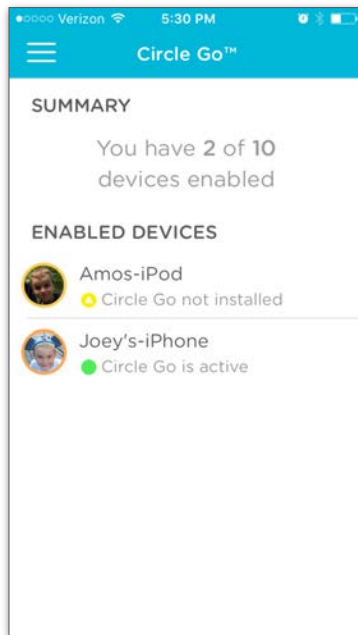 Verizon 5:30 PM
Circle Go™
SUMMARY
You have 2 of 10
devices enabled
ENABLED DEVICES
Amos-iPod
Circle Go not installed
Joey's-iPhone
Circle Go is active